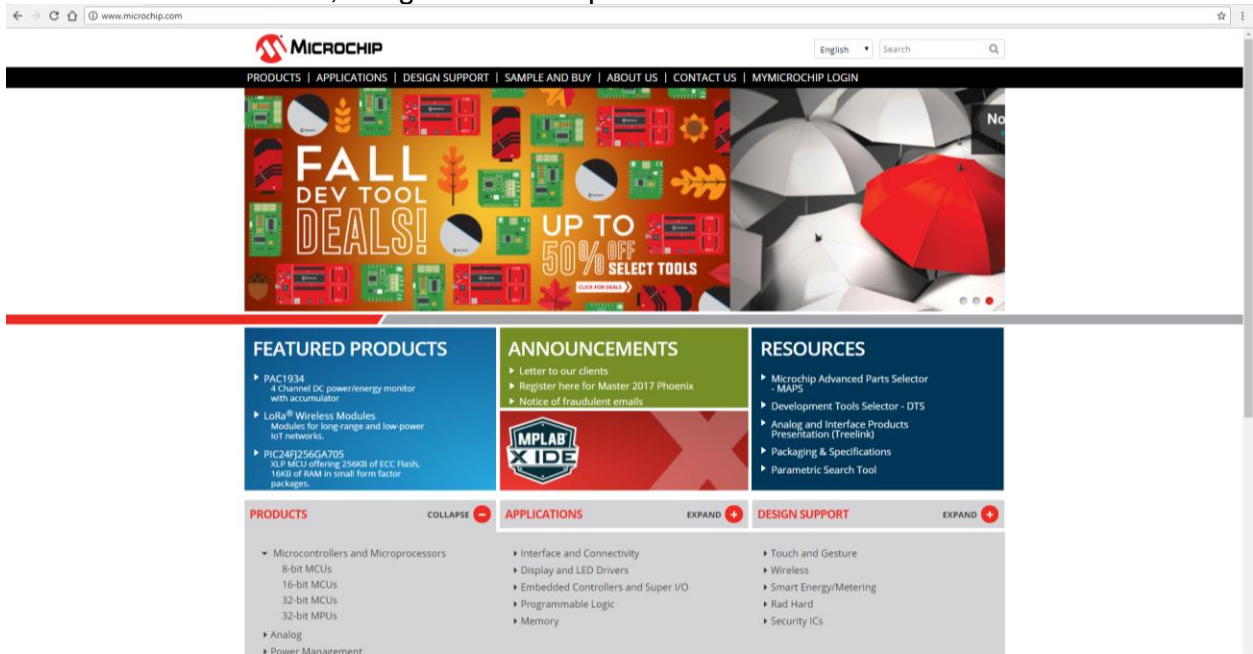 www.microchip.com
MICROCHIP
English
Search
PRODUCTS | APPLICATIONS | DESIGN SUPPORT | SAMPLE AND BUY | ABOUT US | CONTACT US | MYMICROCHIP LOGIN
FALL
DEV TOOL
DEALS!
UP TO
50% OFF
SELECT TOOLS
CLICK FOR DEALS
No
FEATURED PRODUCTS
PAC1934
4 Channel DC power/energy monitor
with accumulator
LoRa® Wireless Modules
Modules for long-range and low-power
IoT networks.
PIC24FJ256GA705
XLP MCU offering 256KB of ECC Flash,
16KB of RAM in small form factor
packages.
ANNOUNCEMENTS
Letter to our clients
Register here for Master 2017 Phoenix
Notice of fraudulent emails
MPLAB
X IDE
RESOURCES
Microchip Advanced Parts Selector
- MAPS
Development Tools Selector - DTS
Analog and Interface Products
Presentation (Treelink)
Packaging & Specifications
Parametric Search Tool
PRODUCTS COLLAPSE
Microcontrollers and Microprocessors
8-bit MCUs
16-bit MCUs
32-bit MCUs
32-bit MPUs
Analog
Power Management
APPLICATIONS EXPAND
Interface and Connectivity
Display and LED Drivers
Embedded Controllers and Super I/O
Programmable Logic
Memory
DESIGN SUPPORT EXPAND
Touch and Gesture
Wireless
Smart Energy/Metering
Rad Hard
Security ICs